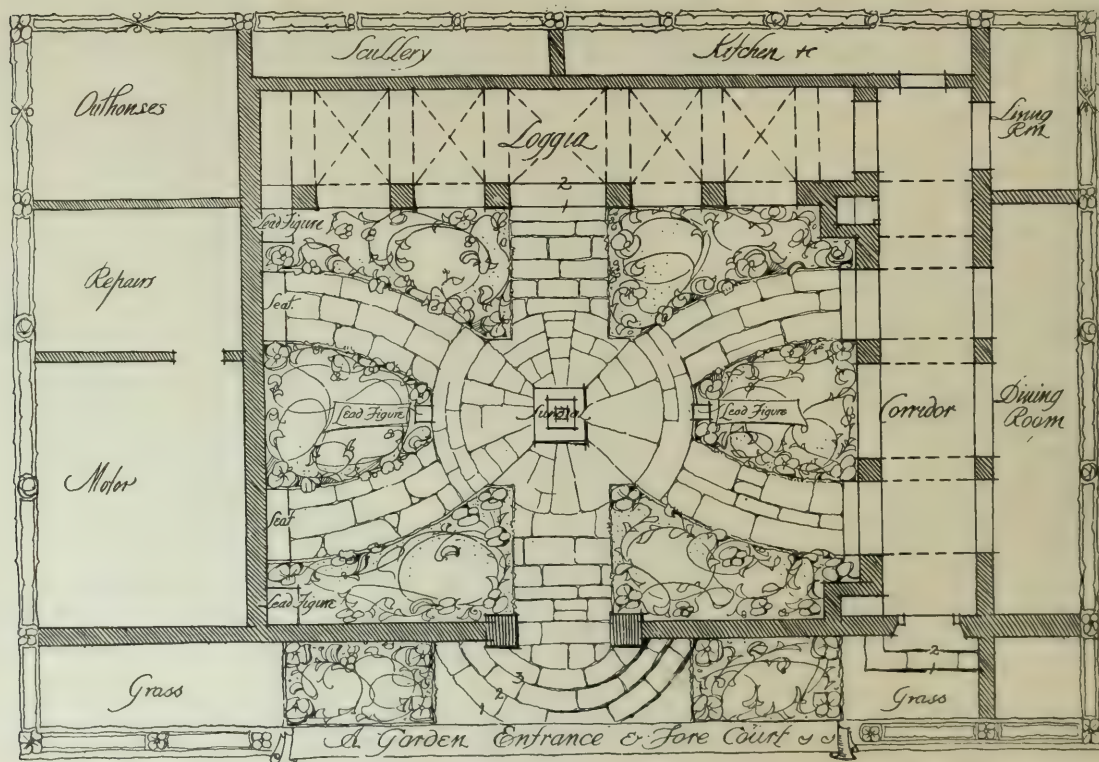 Scullery
Kitchen &c
Outhouses
Living
Rm
Loggia
2
1
Lead Figure
Repairs
Seat
Lead Figure
Sundial
Lead Figure
Corridor
Dining
Room
Motor
Seat
Lead Figure
2
1
3
2
1
Grass
Grass
A Garden Entrance & Fore Court